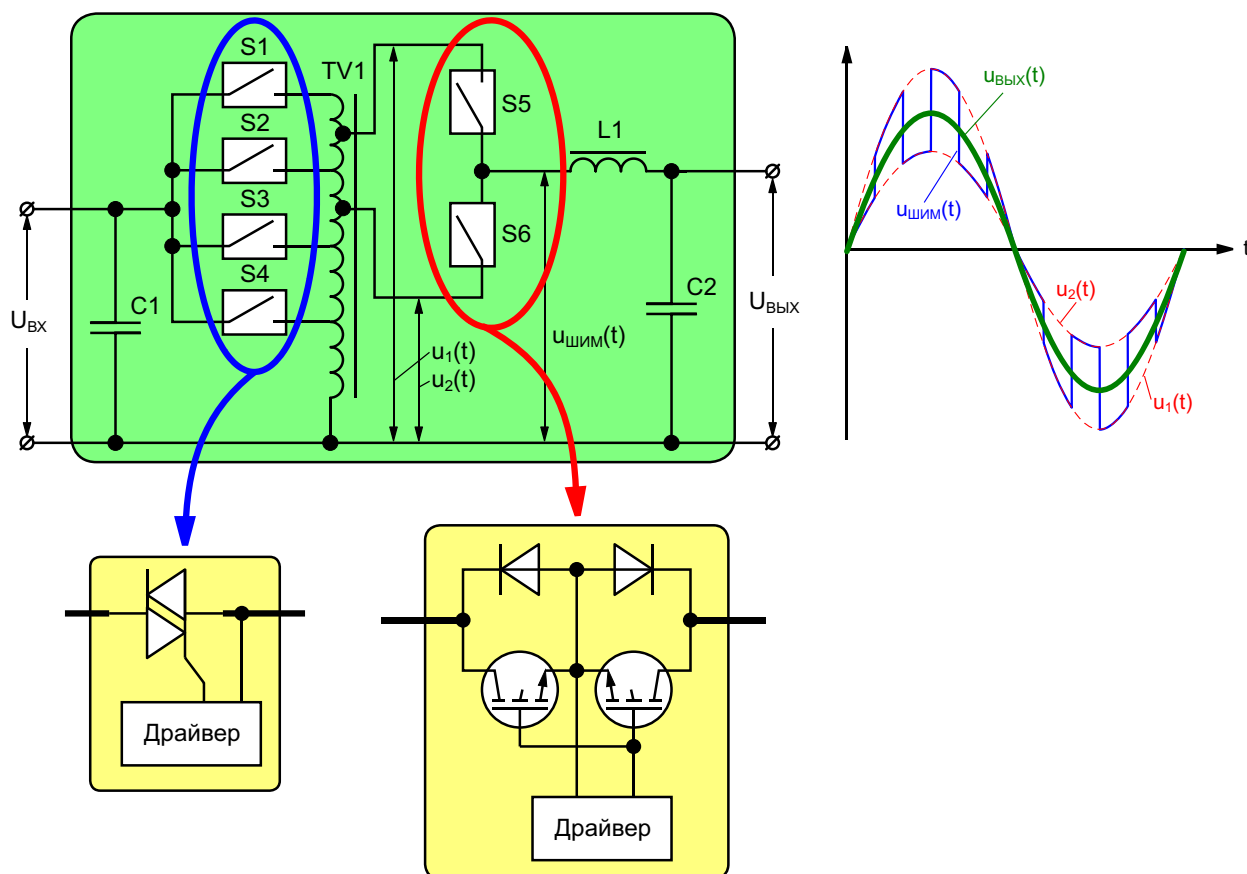 S1
TV1
S2
S5
S3
L1
S4
S6
C1
C2
Uвх
Uвых
uшим(t)
u1(t)
u2(t)
Драйвер
Драйвер
uвых(t)
uшим(t)
t
u2(t)
u1(t)